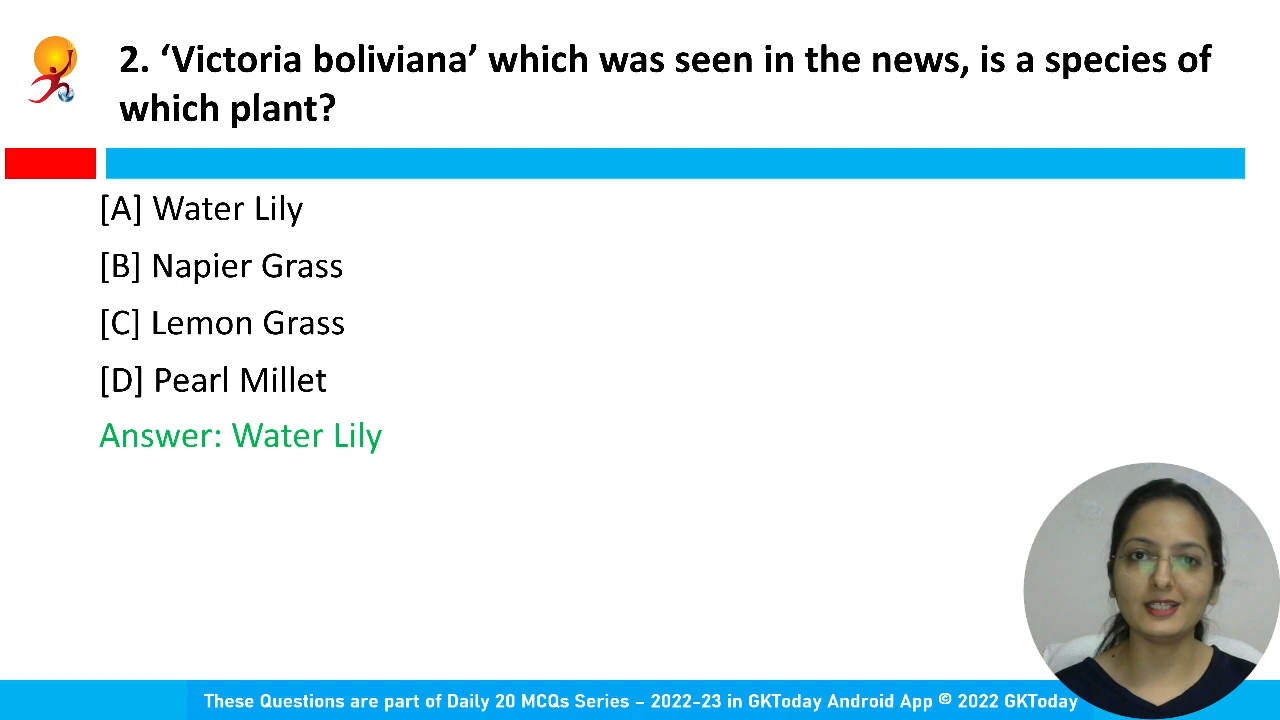 2. ‘Victoria boliviana’ which was seen in the news, is a species of
which plant?
[A] Water Lily
[B] Napier Grass
[C] Lemon Grass
[D] Pearl Millet
Answer: Water Lily
These Questions are part of Daily 20 MCQs Series – 2022-23 in GKToday Android App © 2022 GKToday